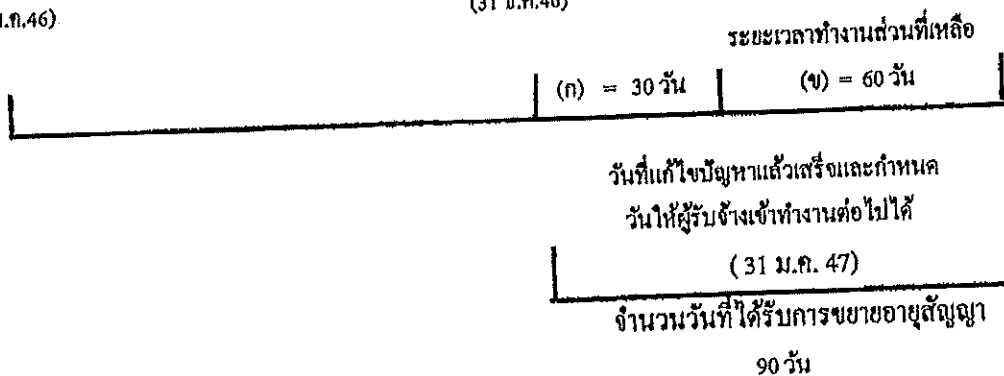 .ค.46)
ระยะเวลาทำงานส่วนที่เหลือ
(ก) = 30 วัน (ข) = 60 วัน
วันที่แก้ไขปัญหาแล้วเสร็จและกำหนด
วันให้ผู้รับจ้างเข้าทำงานต่อไปได้
( 31 ม.ค. 47)
จำนวนวันที่ได้รับการขยายอายุสัญญา
90 วัน